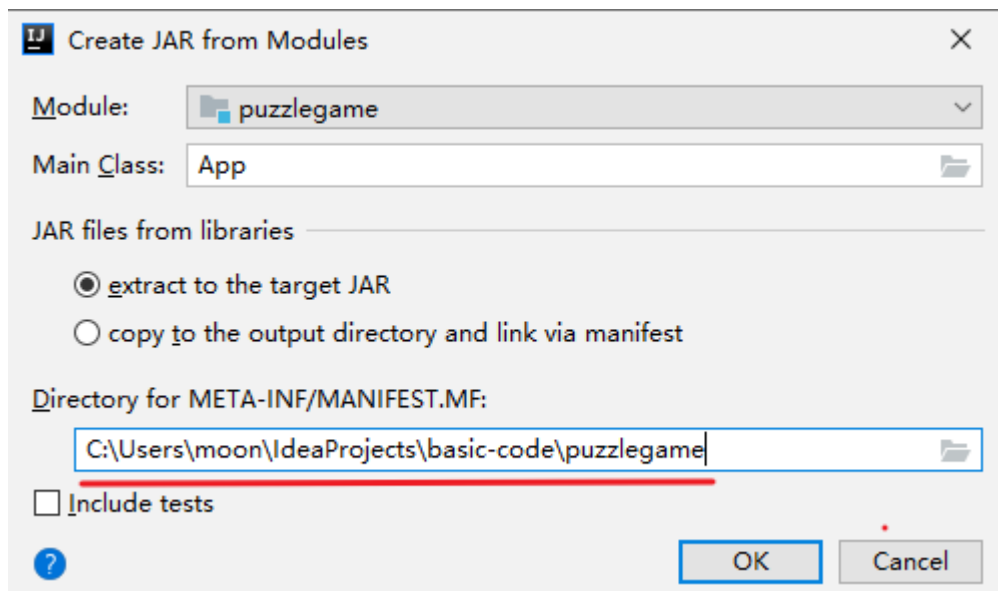 IJ Create JAR from Modules
Module: puzzlegame
Main Class: App
JAR files from libraries
extract to the target JAR
copy to the output directory and link via manifest
Directory for META-INF/MANIFEST.MF:
C:\Users\moon\IdeaProjects\basic-code\puzzlegame
Include tests
? OK Cancel